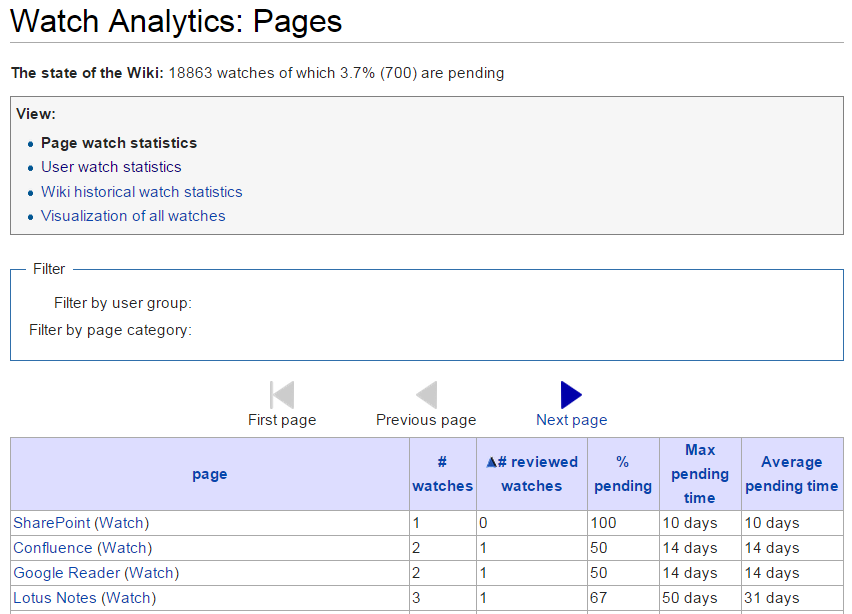 Watch Analytics: Pages
The state of the Wiki: 18863 watches of which 3.7% (700) are pending
View:
Page watch statistics
User watch statistics
Wiki historical watch statistics
Visualization of all watches
Filter
Filter by user group:
Filter by page category:
First page Previous page Next page
page # watches ▲# reviewed watches % pending Max pending time Average pending time
SharePoint (Watch) 1 0 100 10 days 10 days
Confluence (Watch) 2 1 50 14 days 14 days
Google Reader (Watch) 2 1 50 14 days 14 days
Lotus Notes (Watch) 3 1 67 50 days 31 days